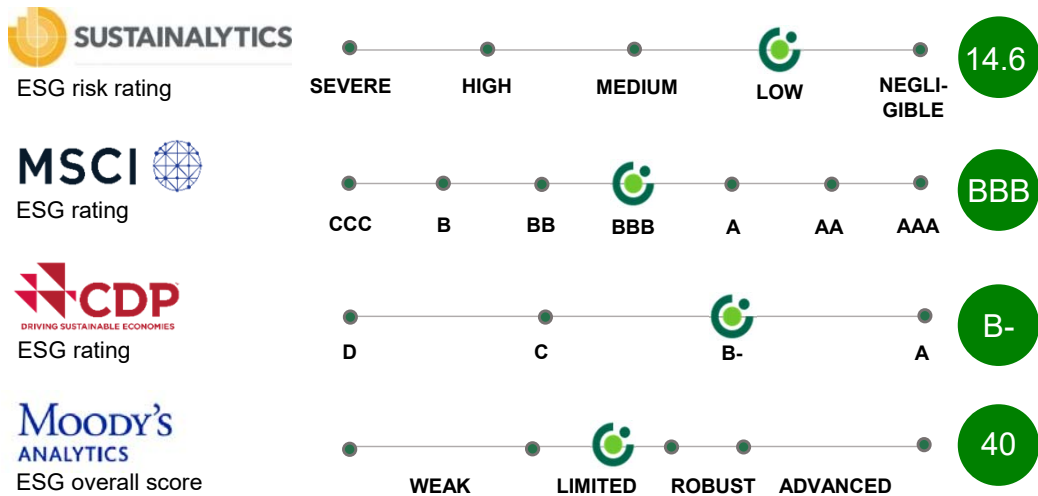 SUSTAINALYTICS
ESG risk rating
SEVERE HIGH MEDIUM LOW NEGLI-
GIBLE
14.6
MSCI
ESG rating
CCC B BB BBB A AA AAA
BBB
CDP
DRIVING SUSTAINABLE ECONOMIES
ESG rating
D C B- A
B-
MOODY'S
ANALYTICS
ESG overall score
WEAK LIMITED ROBUST ADVANCED
40